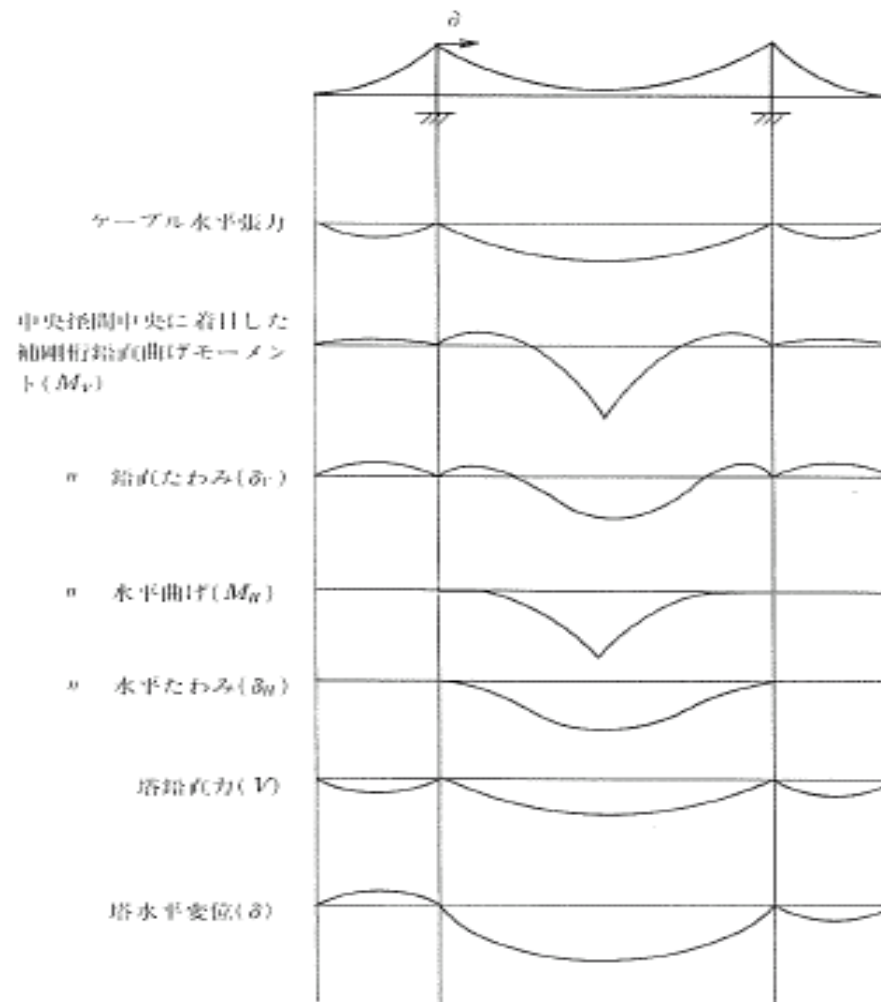 δ
ケーブル水平張力
中央径間中央に着目した
補剛桁鉛直曲げモーメン
ト(Mv)
〃 鉛直たわみ(δv)
〃 水平曲げ(MH)
〃 水平たわみ(δH)
塔鉛直力(V)
塔水平変位(δ)